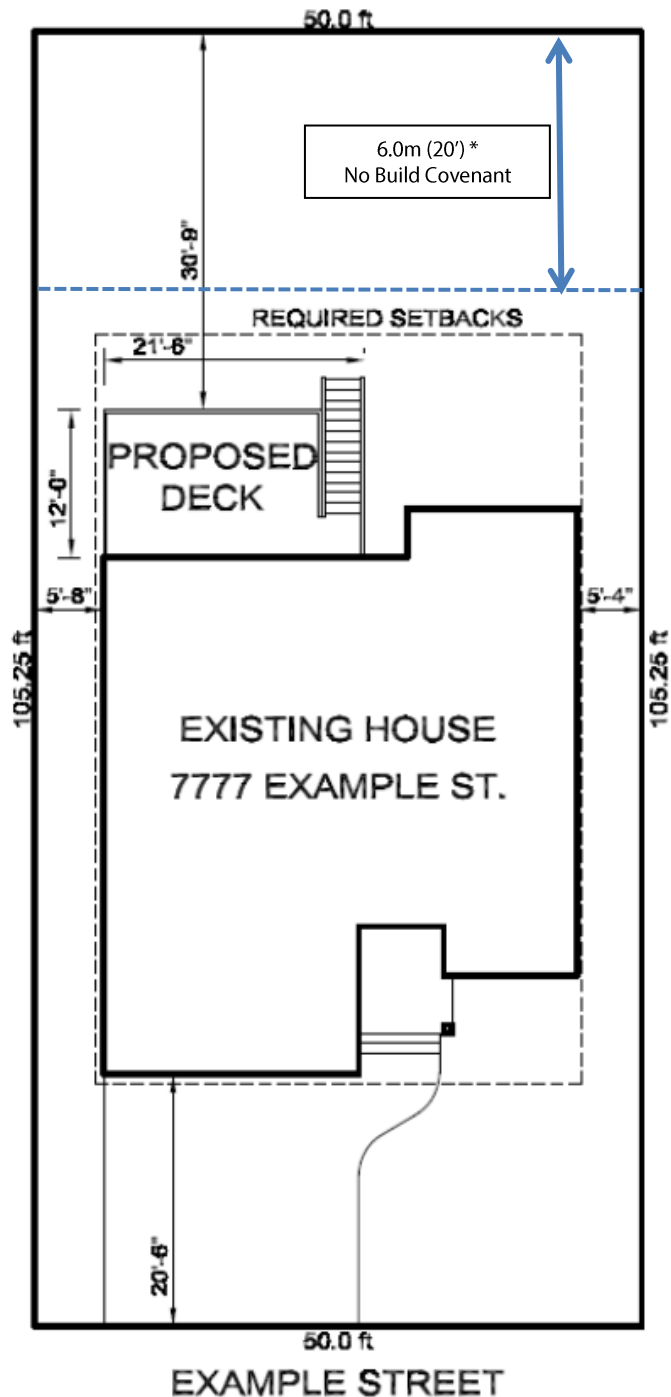 50.0 ft
6.0m (20') *
No Build Covenant
30'-9"
REQUIRED SETBACKS
21'-6"
PROPOSED
DECK
12'-0"
5'-8"
5'-4"
105.25 ft
105.25 ft
EXISTING HOUSE
7777 EXAMPLE ST.
20'-6"
50.0 ft
EXAMPLE STREET